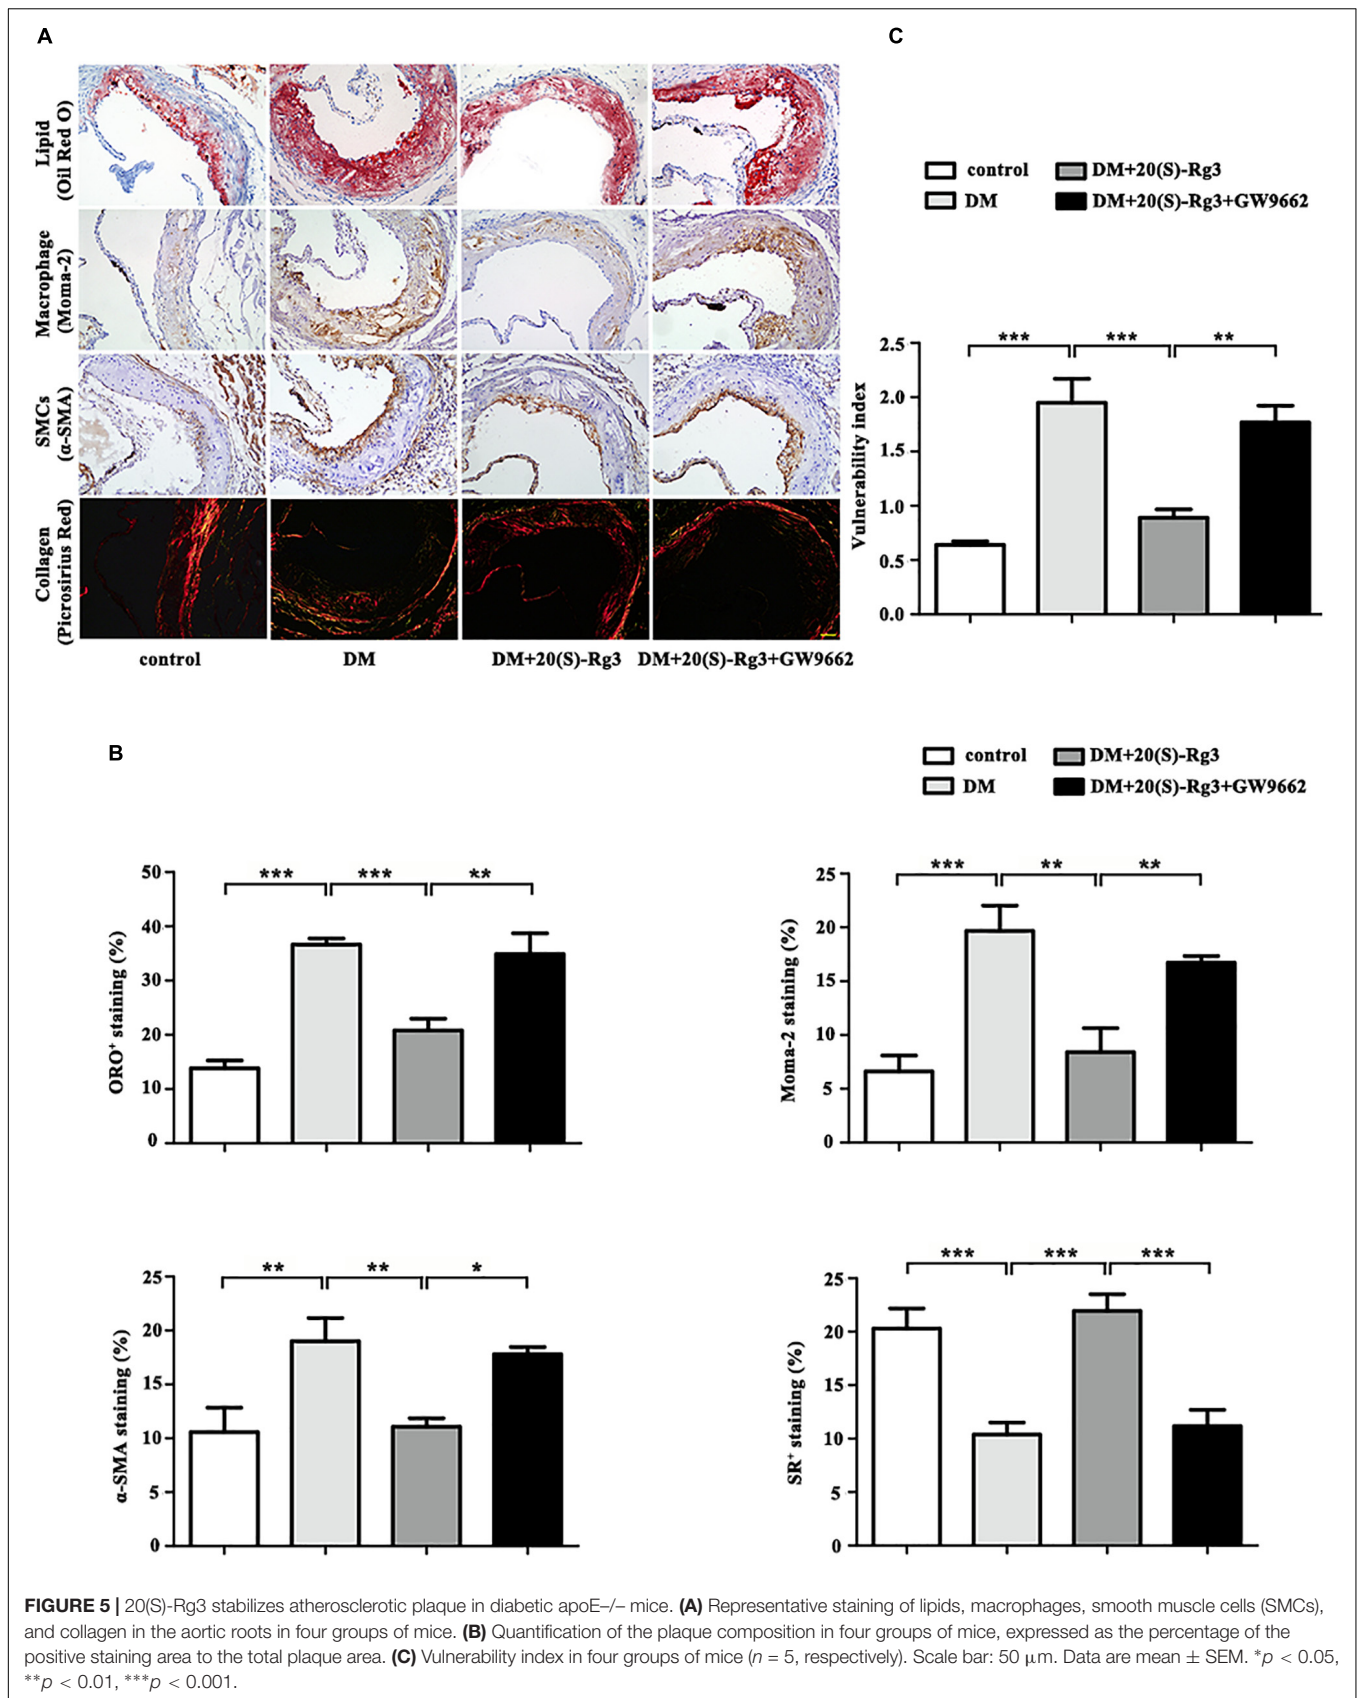 A
C
Lipid
(Oil Red O)
Macrophage
(Moma-2)
SMCs
(α-SMA)
Collagen
(Picrosirius Red)
control DM DM+20(S)-Rg3 DM+20(S)-Rg3+GW9662
control DM+20(S)-Rg3
DM DM+20(S)-Rg3+GW9662
*** *** **
Vulnerability index
2.5
2.0
1.5
1.0
0.5
0.0
B
control DM+20(S)-Rg3
DM DM+20(S)-Rg3+GW9662
*** *** **
ORO⁺ staining (%)
50
40
30
20
10
0
*** ** **
Moma-2 staining (%)
25
20
15
10
5
0
** ** *
α-SMA staining (%)
25
20
15
10
5
0
*** *** ***
SR⁺ staining (%)
25
20
15
10
5
0
FIGURE 5 | 20(S)-Rg3 stabilizes atherosclerotic plaque in diabetic apoE–/– mice. (A) Representative staining of lipids, macrophages, smooth muscle cells (SMCs),
and collagen in the aortic roots in four groups of mice. (B) Quantification of the plaque composition in four groups of mice, expressed as the percentage of the
positive staining area to the total plaque area. (C) Vulnerability index in four groups of mice (n = 5, respectively). Scale bar: 50 μm. Data are mean ± SEM. *p < 0.05,
**p < 0.01, ***p < 0.001.